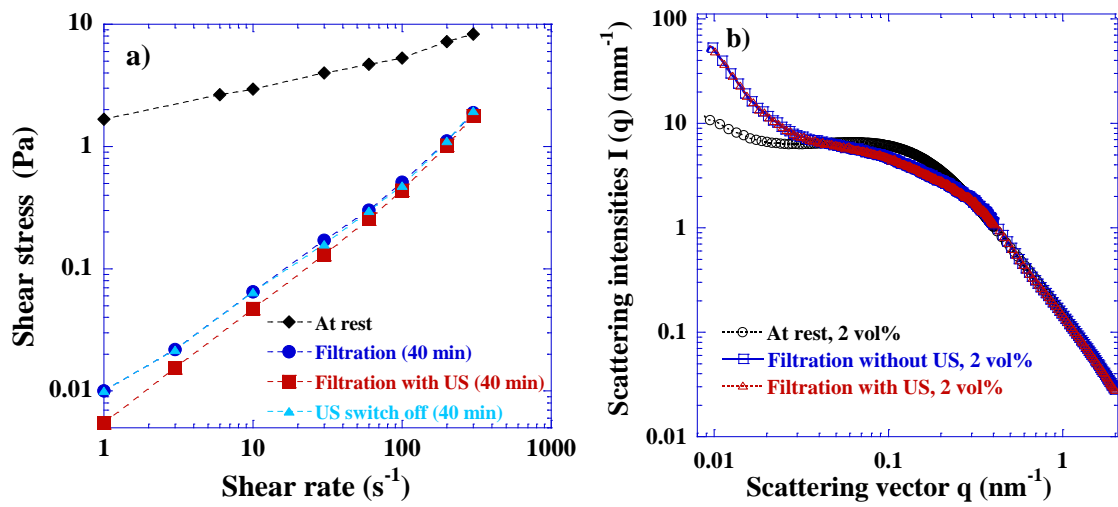 a)
Shear stress (Pa)
10
1
0.1
0.01
1
10
100
1000
Shear rate (s⁻¹)
At rest
Filtration (40 min)
Filtration with US (40 min)
US switch off (40 min)
b)
Scattering intensities I (q) (mm⁻¹)
100
10
1
0.1
0.01
0.01
0.1
1
Scattering vector q (nm⁻¹)
At rest, 2 vol%
Filtration without US, 2 vol%
Filtration with US, 2 vol%